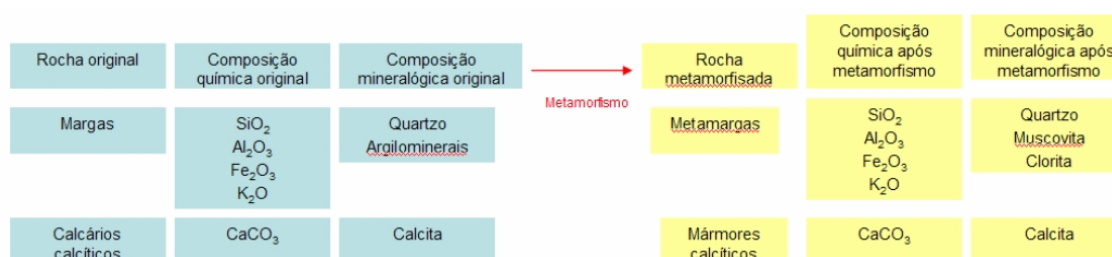 Rocha original
Composição
química original
Composição
mineralógica original
Metamorfismo
Rocha
metamorfisada
Composição
química após
metamorfismo
Composição
mineralógica após
metamorfismo
Margas
SiO₂
Al₂O₃
Fe₂O₃
K₂O
Quartzo
Argilominerais
Metamargas
SiO₂
Al₂O₃
Fe₂O₃
K₂O
Quartzo
Muscovita
Clorita
Calcários
calcíticos
CaCO₃
Calcita
Mármores
calcíticos
CaCO₃
Calcita